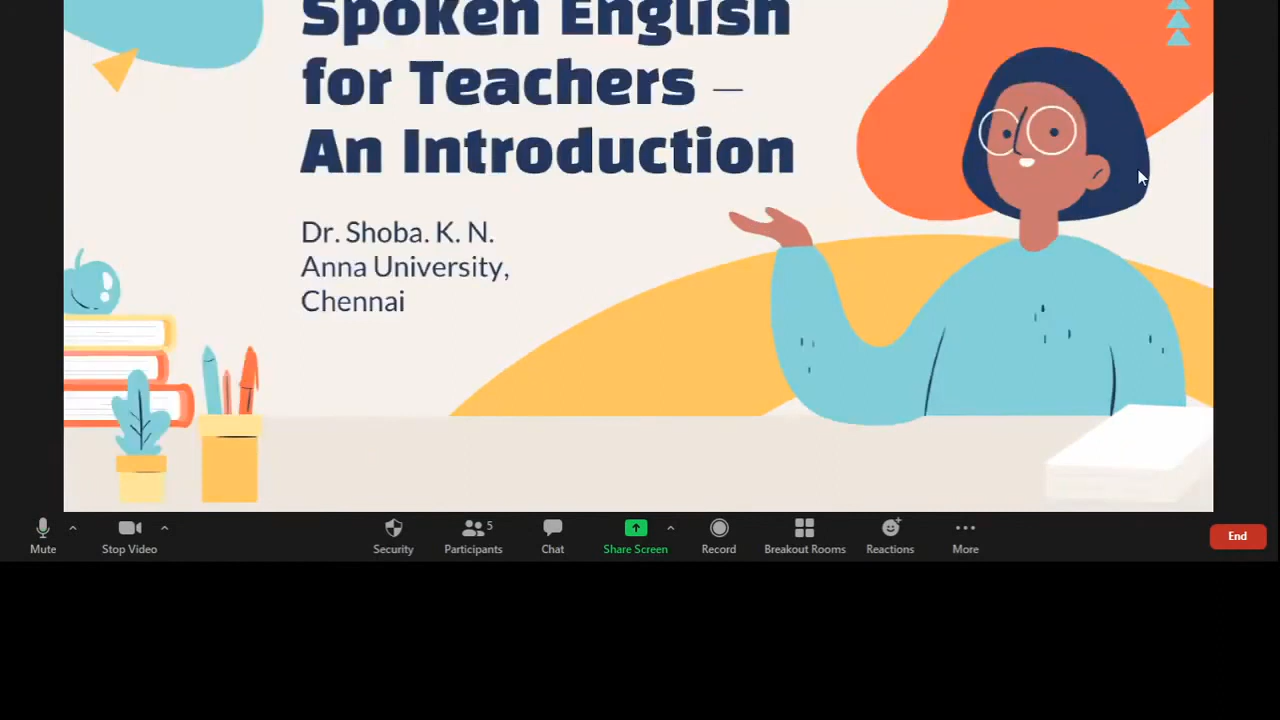 Spoken English
for Teachers –
An Introduction
Dr. Shoba. K. N.
Anna University,
Chennai
Mute
Stop Video
Security
Participants 5
Chat
Share Screen
Record
Breakout Rooms
Reactions
More
End